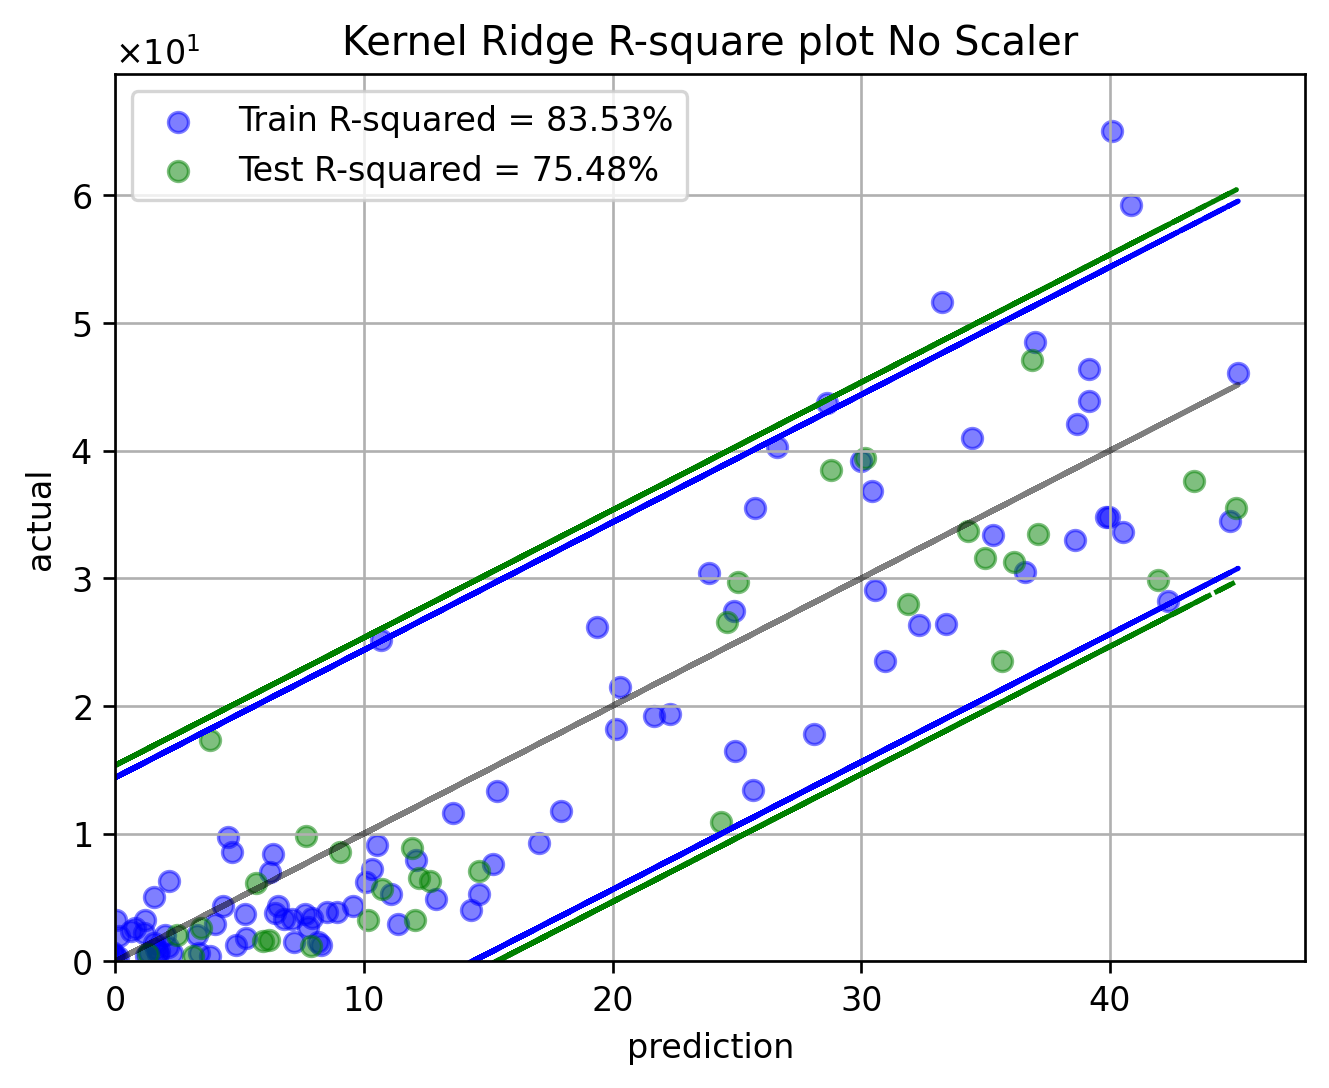 Kernel Ridge R-square plot No Scaler
×10¹
Train R-squared = 83.53%
Test R-squared = 75.48%
6
5
4
3
2
1
0
actual
0 10 20 30 40
prediction